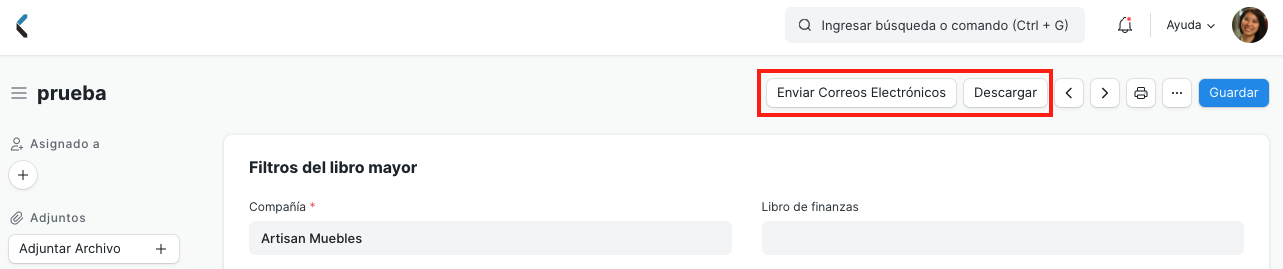 Ingresar búsqueda o comando (Ctrl + G)
Ayuda
prueba
Enviar Correos Electrónicos
Descargar
Guardar
Asignado a
Filtros del libro mayor
Compañía *
Libro de finanzas
Adjuntos
Artisan Muebles
Adjuntar Archivo